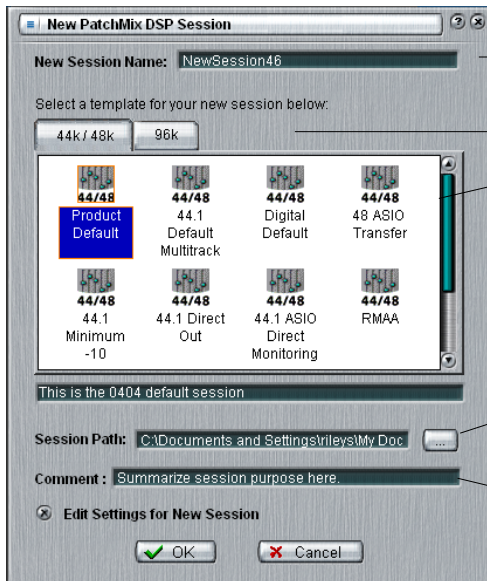 New PatchMix DSP Session
New Session Name: NewSession46
Select a template for your new session below:
44k / 48k 96k
44/48 44/48 44/48 44/48
Product Default
44.1 Default Multitrack
Digital Default
48 ASIO Transfer
44/48 44/48 44/48 44/48
44.1 Minimum -10
44.1 Direct Out
44.1 ASIO Direct Monitoring
RMAA
This is the 0404 default session
Session Path: C:\Documents and Settings\rileys\My Doc ...
Comment : Summarize session purpose here.
Edit Settings for New Session
OK Cancel